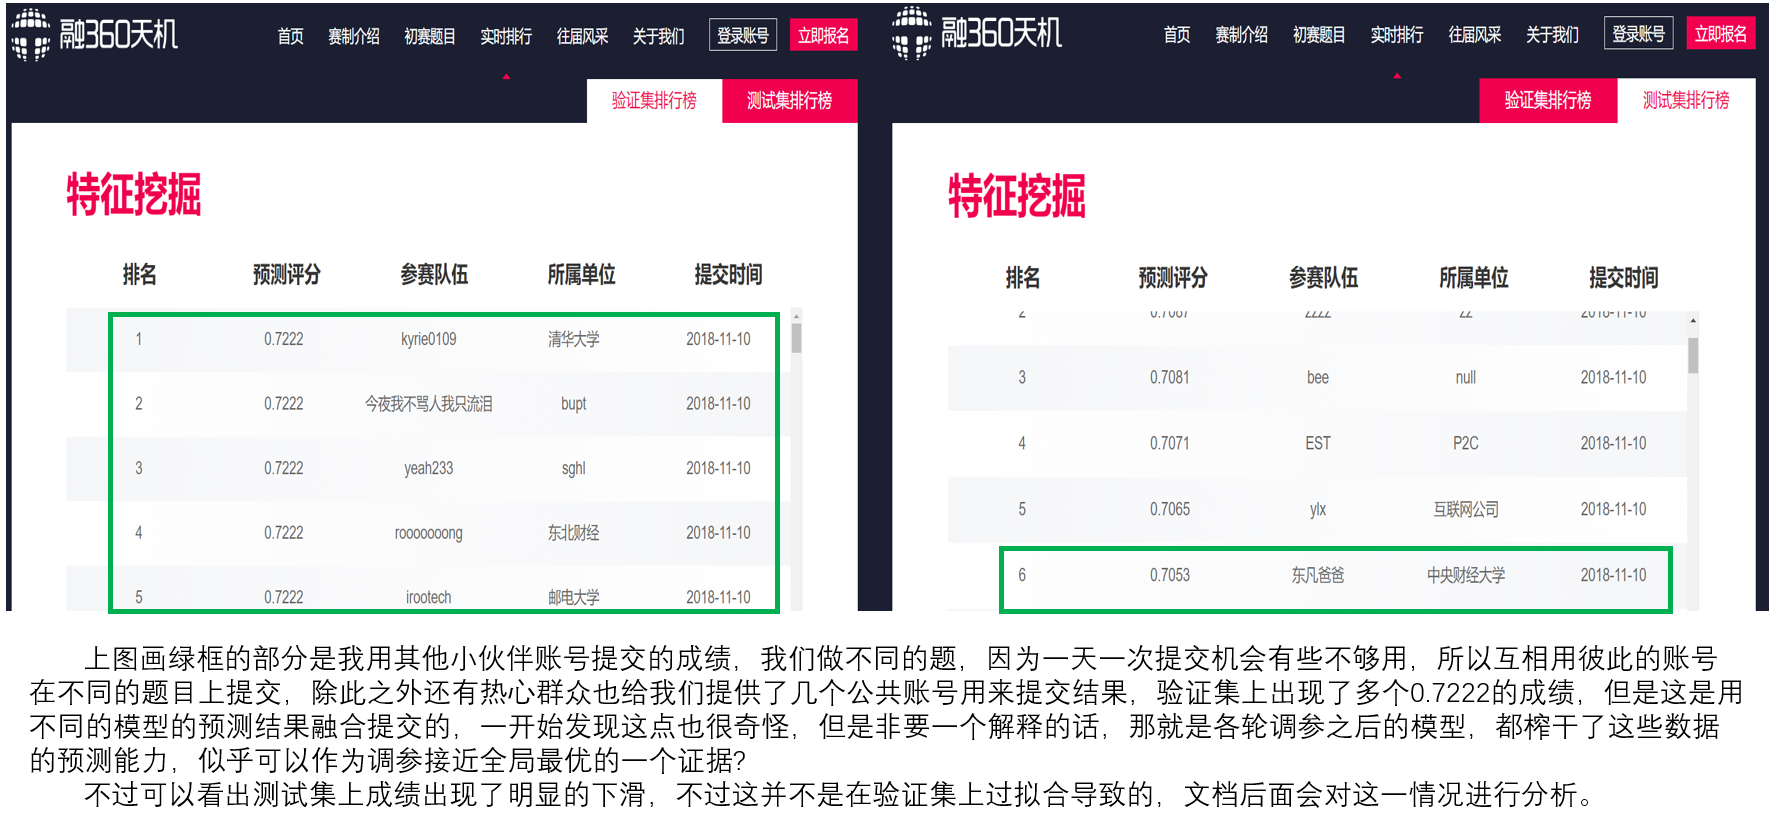 融360天机
首页 赛制介绍 初赛题目 实时排行 往届风采 关于我们 登录账号 立即报名
验证集排行榜 测试集排行榜
特征挖掘
排名 预测评分 参赛队伍 所属单位 提交时间
1 0.7222 kyrie0109 清华大学 2018-11-10
2 0.7222 今夜我不骂人我只流泪 bupt 2018-11-10
3 0.7222 yeah233 sghl 2018-11-10
4 0.7222 rooooooong 东北财经 2018-11-10
5 0.7222 irootech 邮电大学 2018-11-10
融360天机
首页 赛制介绍 初赛题目 实时排行 往届风采 关于我们 登录账号 立即报名
验证集排行榜 测试集排行榜
特征挖掘
排名 预测评分 参赛队伍 所属单位 提交时间
2 0.7087 zzzz zz 2018-11-10
3 0.7081 bee null 2018-11-10
4 0.7071 EST P2C 2018-11-10
5 0.7065 ylx 互联网公司 2018-11-10
6 0.7053 东凡爸爸 中央财经大学 2018-11-10
上图画绿框的部分是我用其他小伙伴账号提交的成绩，我们做不同的题，因为一天一次提交机会有些不够用，所以互相用彼此的账号
在不同的题目上提交，除此之外还有热心群众也给我们提供了几个公共账号用来提交结果，验证集上出现了多个0.7222的成绩，但是这是用
不同的模型的预测结果融合提交的，一开始发现这点也很奇怪，但是非要一个解释的话，那就是各轮调参之后的模型，都榨干了这些数据
的预测能力，似乎可以作为调参接近全局最优的一个证据?
不过可以看出测试集上成绩出现了明显的下滑，不过这并不是在验证集上过拟合导致的，文档后面会对这一情况进行分析。